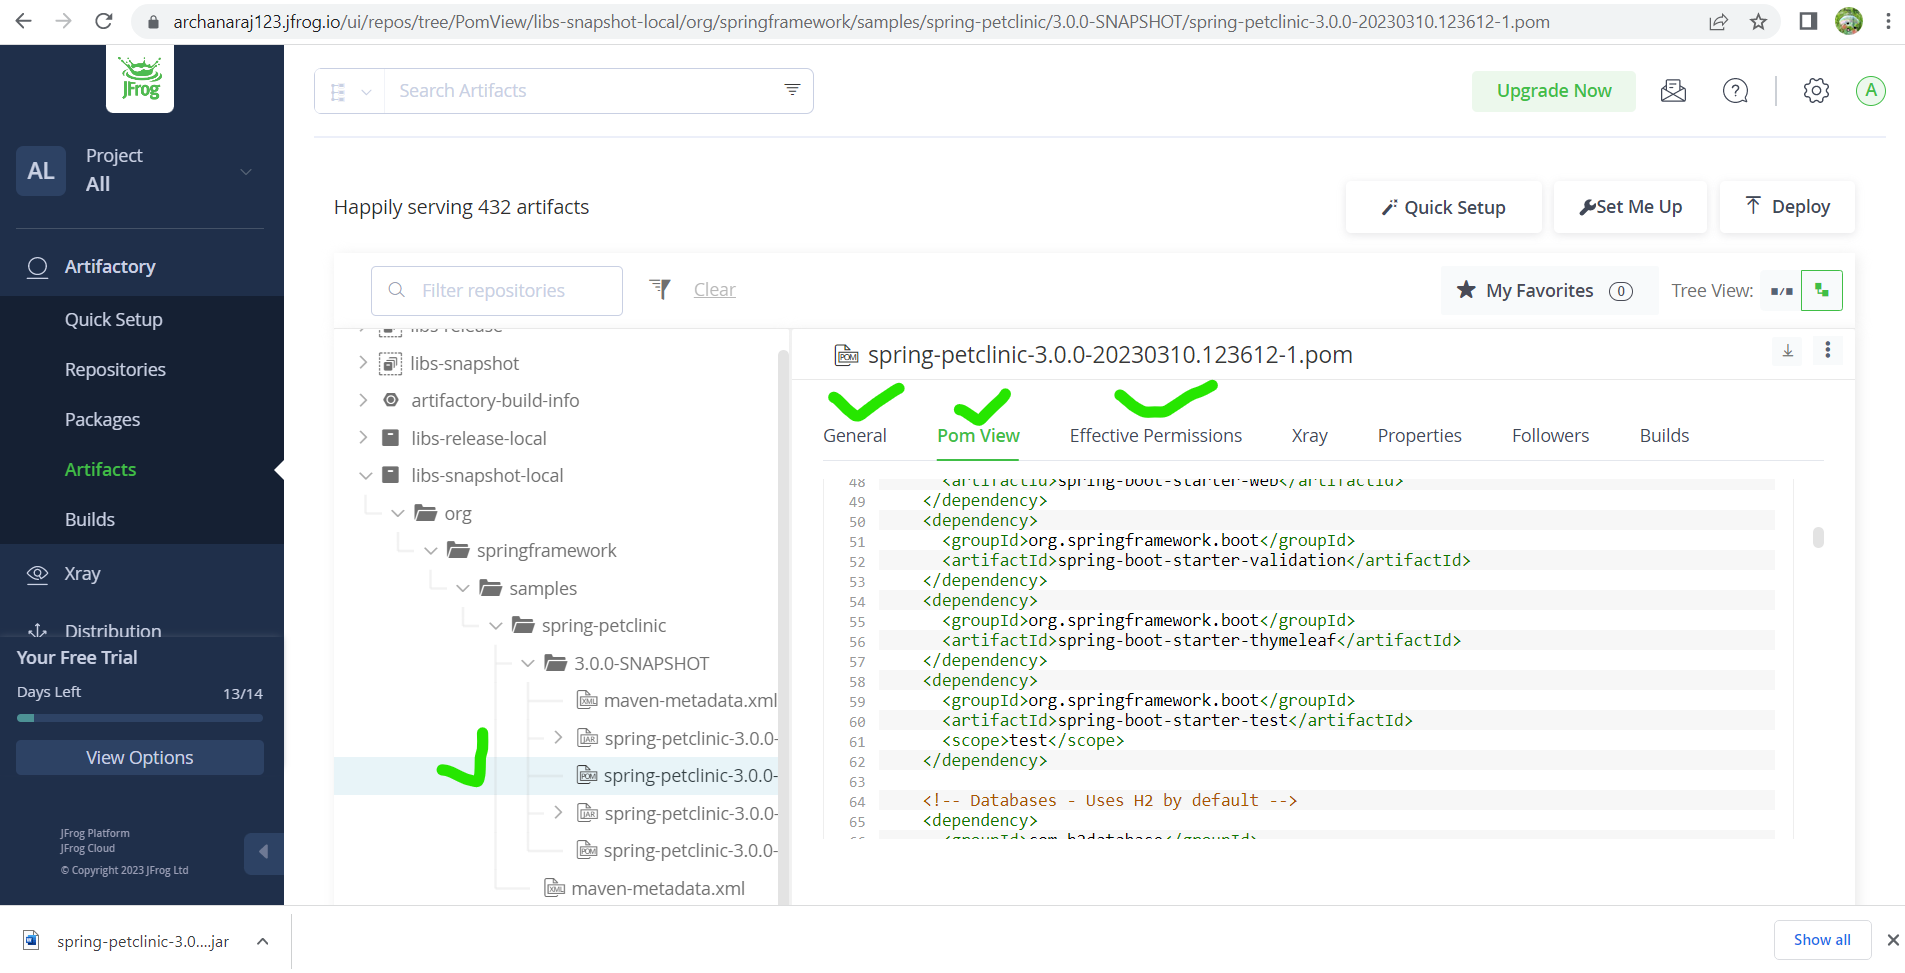 archanaraj123.jfrog.io/ui/repos/tree/PomView/libs-snapshot-local/org/springframework/samples/spring-petclinic/3.0.0-SNAPSHOT/spring-petclinic-3.0.0-20230310.123612-1.pom
JFrog
Search Artifacts
Upgrade Now
A
AL
Project
All
Happily serving 432 artifacts
Quick Setup
Set Me Up
Deploy
Artifactory
Quick Setup
Repositories
Packages
Artifacts
Builds
Xray
Distribution
Your Free Trial
Days Left 13/14
View Options
JFrog Platform
JFrog Cloud
© Copyright 2023 JFrog Ltd
Filter repositories
Clear
My Favorites 0
Tree View:
libs-release
libs-snapshot
artifactory-build-info
libs-release-local
libs-snapshot-local
org
springframework
samples
spring-petclinic
3.0.0-SNAPSHOT
maven-metadata.xml
spring-petclinic-3.0.0-
spring-petclinic-3.0.0-
spring-petclinic-3.0.0-
spring-petclinic-3.0.0-
maven-metadata.xml
spring-petclinic-3.0.0-20230310.123612-1.pom
General
Pom View
Effective Permissions
Xray
Properties
Followers
Builds
48 <artifactId>spring-boot-starter-web</artifactId>
49 </dependency>
50 <dependency>
51 <groupId>org.springframework.boot</groupId>
52 <artifactId>spring-boot-starter-validation</artifactId>
53 </dependency>
54 <dependency>
55 <groupId>org.springframework.boot</groupId>
56 <artifactId>spring-boot-starter-thymeleaf</artifactId>
57 </dependency>
58 <dependency>
59 <groupId>org.springframework.boot</groupId>
60 <artifactId>spring-boot-starter-test</artifactId>
61 <scope>test</scope>
62 </dependency>
63
64 <!-- Databases - Uses H2 by default -->
65 <dependency>
<groupId>com.h2database</groupId>
spring-petclinic-3.0....jar
Show all